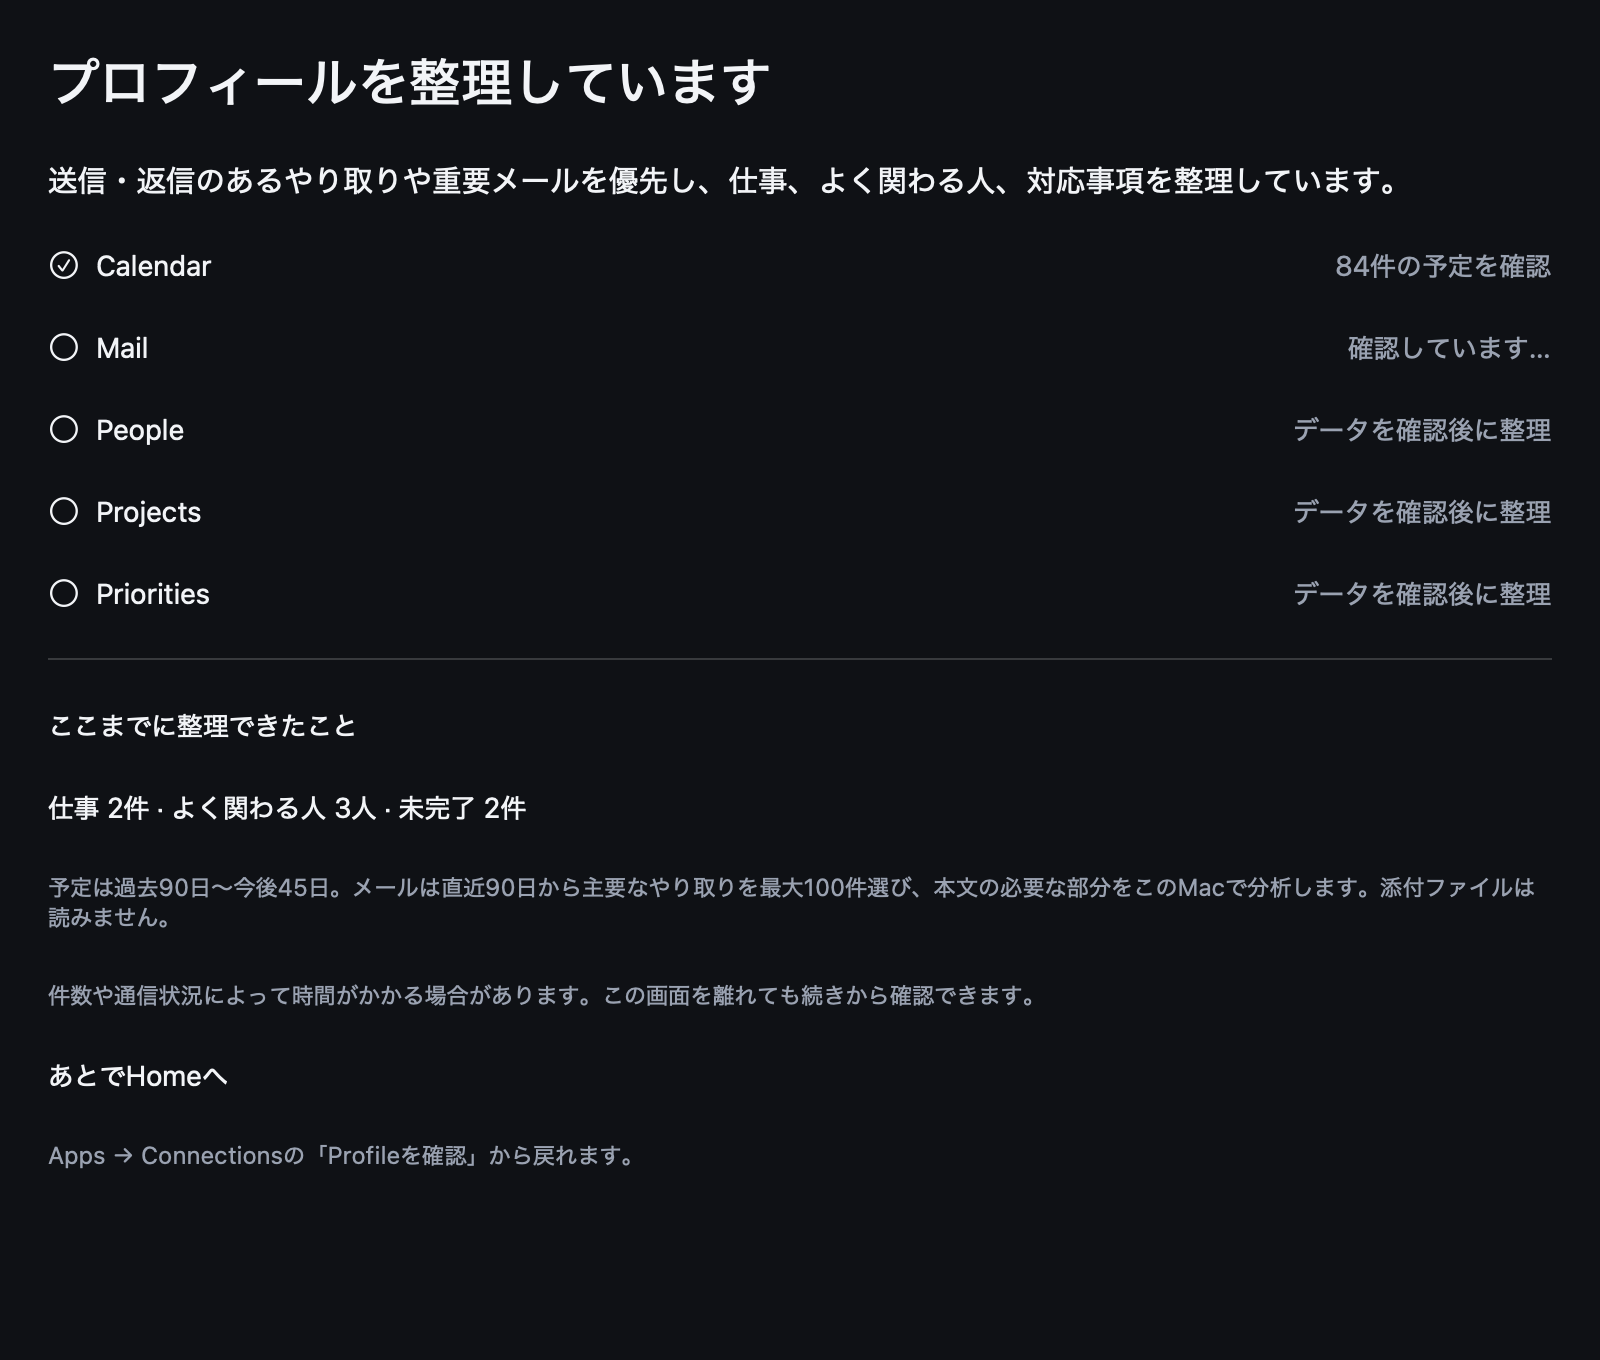 プロフィールを整理しています
送信・返信のあるやり取りや重要メールを優先し、仕事、よく関わる人、対応事項を整理しています。
Calendar 84件の予定を確認
Mail 確認しています...
People データを確認後に整理
Projects データを確認後に整理
Priorities データを確認後に整理
ここまでに整理できたこと
仕事 2件 · よく関わる人 3人 · 未完了 2件
予定は過去90日〜今後45日。メールは直近90日から主要なやり取りを最大100件選び、本文の必要な部分をこのMacで分析します。添付ファイルは
読みません。
件数や通信状況によって時間がかかる場合があります。この画面を離れても続きから確認できます。
あとでHomeへ
Apps → Connectionsの「Profileを確認」から戻れます。